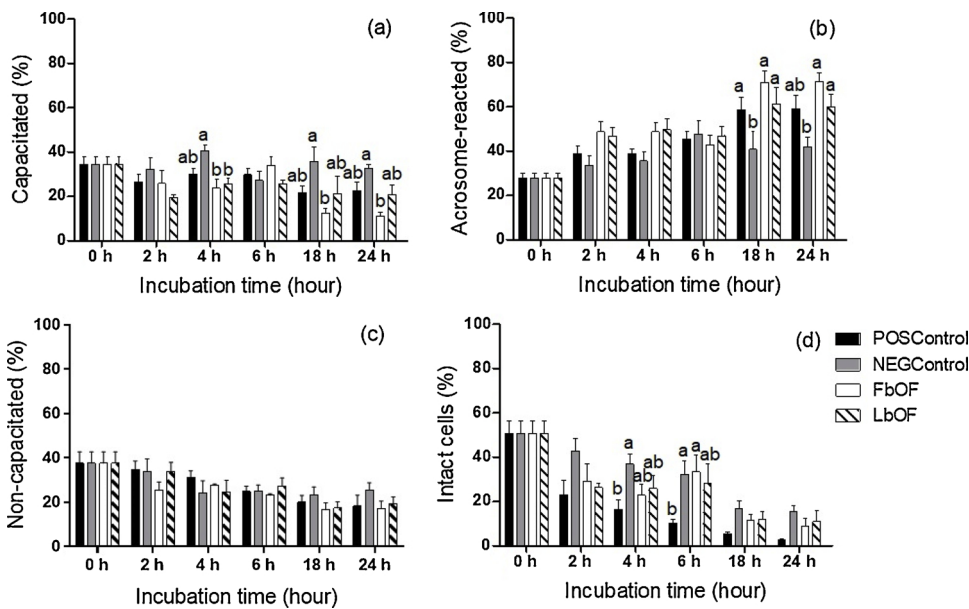 (a)
Capacitated (%)
100
80
60
40
20
0
ab a b b
ab a b ab
ab a b ab
0 h 2 h 4 h 6 h 18 h 24 h
Incubation time (hour)
(b)
Acrosome-reacted (%)
100
80
60
40
20
0
a b a a
ab b a a
0 h 2 h 4 h 6 h 18 h 24 h
Incubation time (hour)
(c)
Non-capacitated (%)
100
80
60
40
20
0
0 h 2 h 4 h 6 h 18 h 24 h
Incubation time (hour)
(d)
Intact cells (%)
100
80
60
40
20
0
b a ab ab
b a a ab
0 h 2 h 4 h 6 h 18 h 24 h
Incubation time (hour)
POSControl
NEGControl
FbOF
LbOF